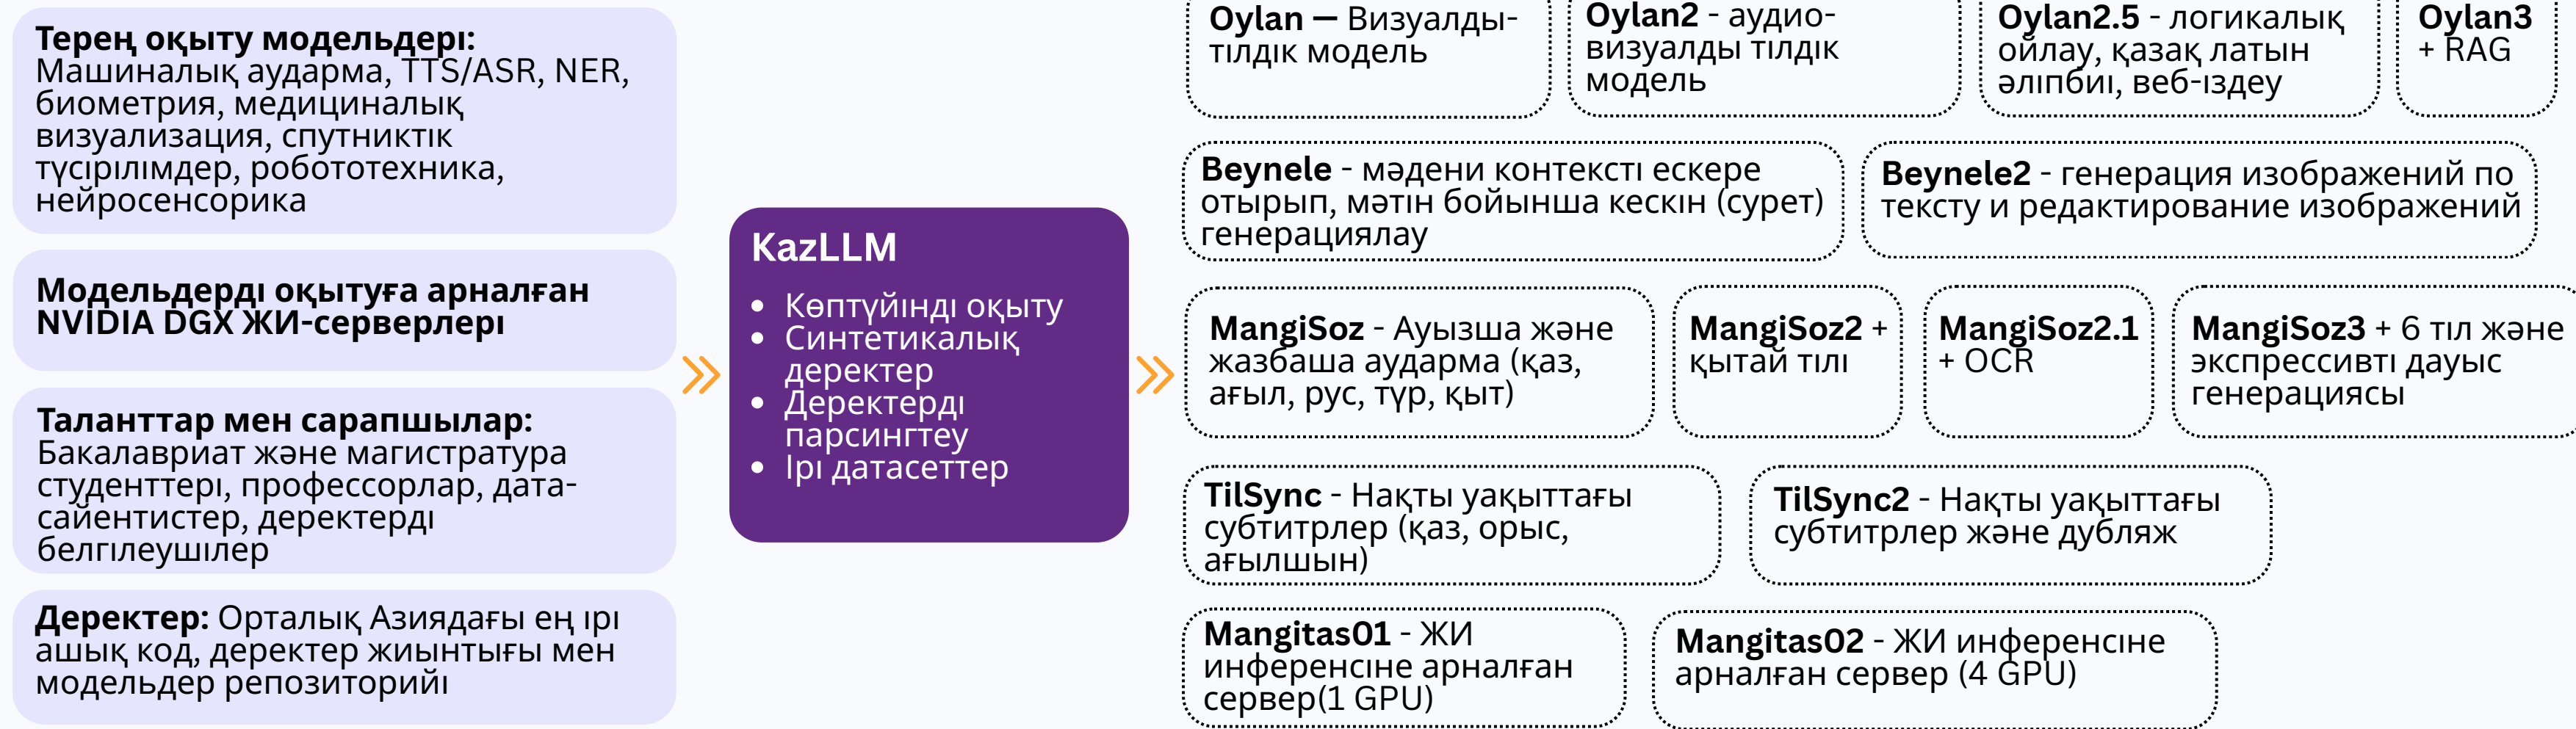 Терең оқыту модельдері:
Машиналық аударма, TTS/ASR, NER,
биометрия, медициналық
визуализация, спутниктік
түсірілімдер, робототехника,
нейросенсорика
Модельдерді оқытуға арналған
NVIDIA DGX ЖИ-серверлері
Таланттар мен сарапшылар:
Бакалавриат және магистратура
студенттері, профессорлар, дата-
сайентистер, деректерді
белгілеушілер
Деректер: Орталық Азиядағы ең ірі
ашық код, деректер жиынтығы мен
модельдер репозиторийі
KazLLM
• Көптүйінді оқыту
• Синтетикалық
деректер
• Деректерді
парсингтеу
• Ірі датасеттер
Oylan — Визуалды-
тілдік модель
Oylan2 - аудио-
визуалды тілдік
модель
Oylan2.5 - логикалық
ойлау, қазақ латын
әліпбиі, веб-іздеу
Oylan3
+ RAG
Beynele - мәдени контексті ескере
отырып, мәтін бойынша кескін (сурет)
генерациялау
Beynele2 - генерация изображений по
тексту и редактирование изображений
MangiSoz - Ауызша және
жазбаша аударма (қаз,
ағыл, рус, түр, қыт)
MangiSoz2 +
қытай тілі
MangiSoz2.1
+ OCR
MangiSoz3 + 6 тіл және
экспрессивті дауыс
генерациясы
TilSync - Нақты уақыттағы
субтитрлер (қаз, орыс,
ағылшын)
TilSync2 - Нақты уақыттағы
субтитрлер және дубляж
Mangitas01 - ЖИ
инференсіне арналған
сервер(1 GPU)
Mangitas02 - ЖИ инференсіне
арналған сервер (4 GPU)